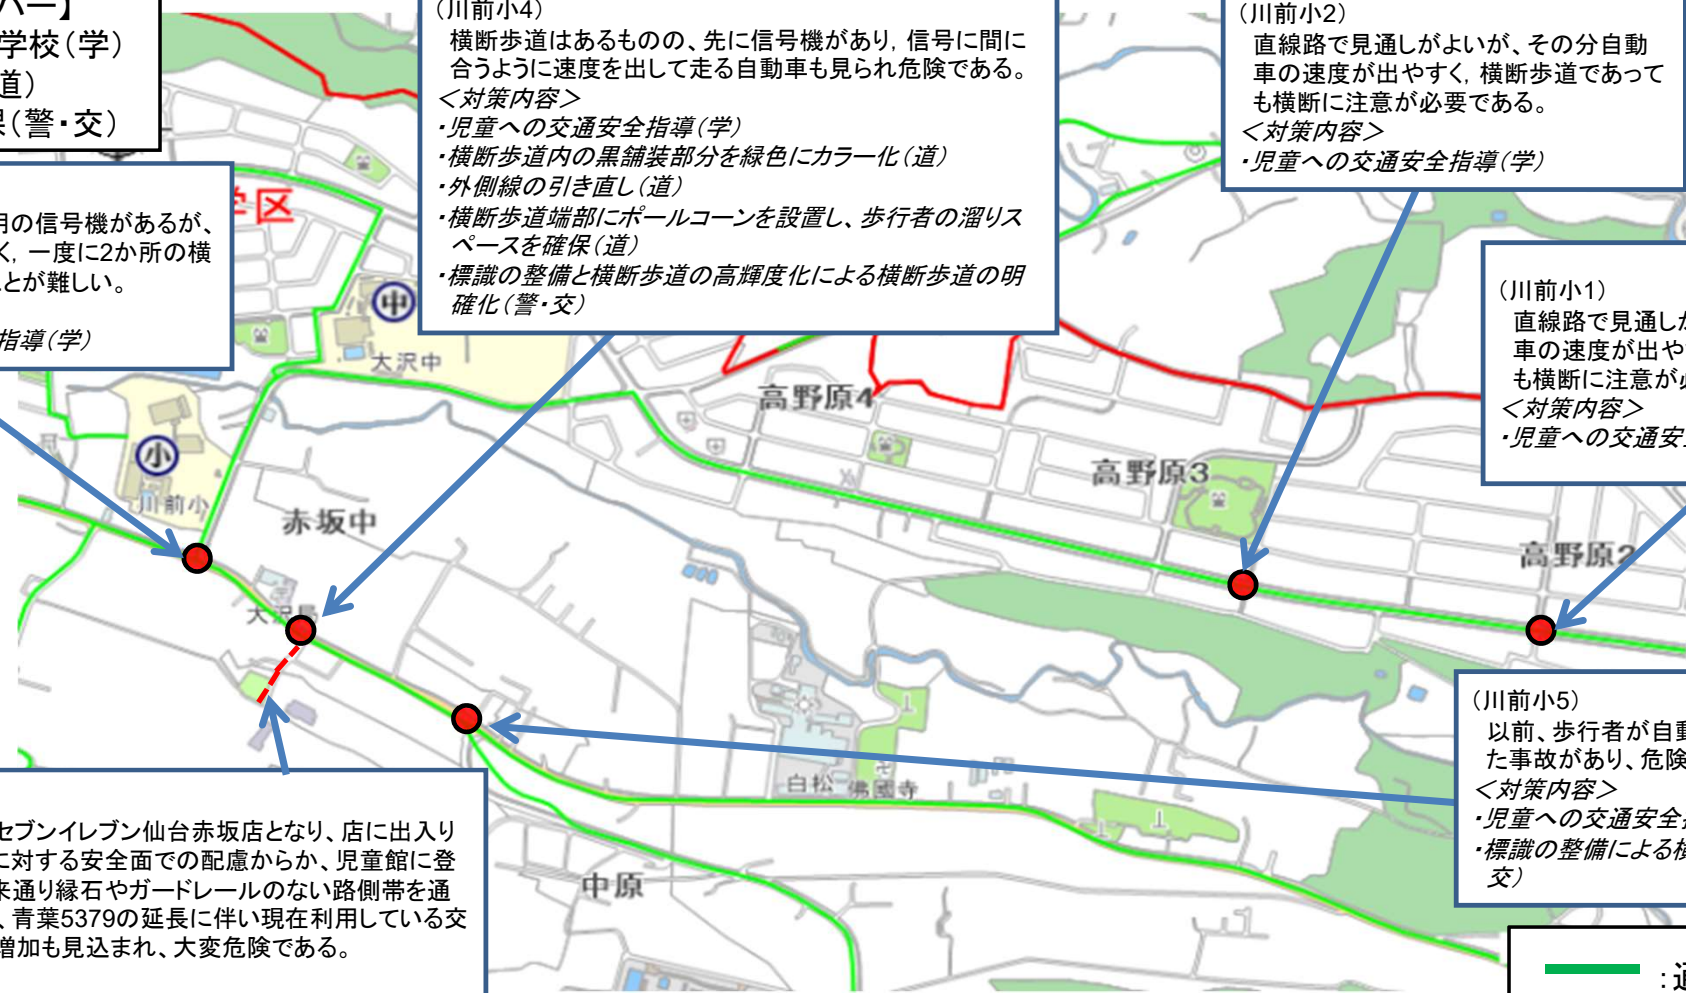 バー】
学校（学）
道）
（警・交）
（川前小4）
横断歩道はあるものの、先に信号機があり，信号に間に
合うように速度を出して走る自動車も見られ危険である。
＜対策内容＞
・児童への交通安全指導（学）
・横断歩道内の黒舗装部分を緑色にカラー化（道）
・外側線の引き直し（道）
・横断歩道端部にポールコーンを設置し、歩行者の溜りス
ペースを確保（道）
・標識の整備と横断歩道の高輝度化による横断歩道の明
確化（警・交）
（川前小2）
直線路で見通しがよいが、その分自動
車の速度が出やすく，横断歩道であって
も横断に注意が必要である。
＜対策内容＞
・児童への交通安全指導（学）
学区
用の信号機があるが、
く，一度に2か所の横
とが難しい。
指導（学）
（川前小1）
直線路で見通しが
車の速度が出や
も横断に注意が
＜対策内容＞
・児童への交通安
中
大沢中
小
川前小
赤坂中
高野原4
高野原3
高野原2
大沢
白松
佛國寺
中原
（川前小5）
以前、歩行者が自動
た事故があり、危険
＜対策内容＞
・児童への交通安全
・標識の整備による横
交）
セブンイレブン仙台赤坂店となり、店に出入り
に対する安全面での配慮からか、児童館に登
来通り縁石やガードレールのない路側帯を通
、青葉5379の延長に伴い現在利用している交
増加も見込まれ、大変危険である。
：通